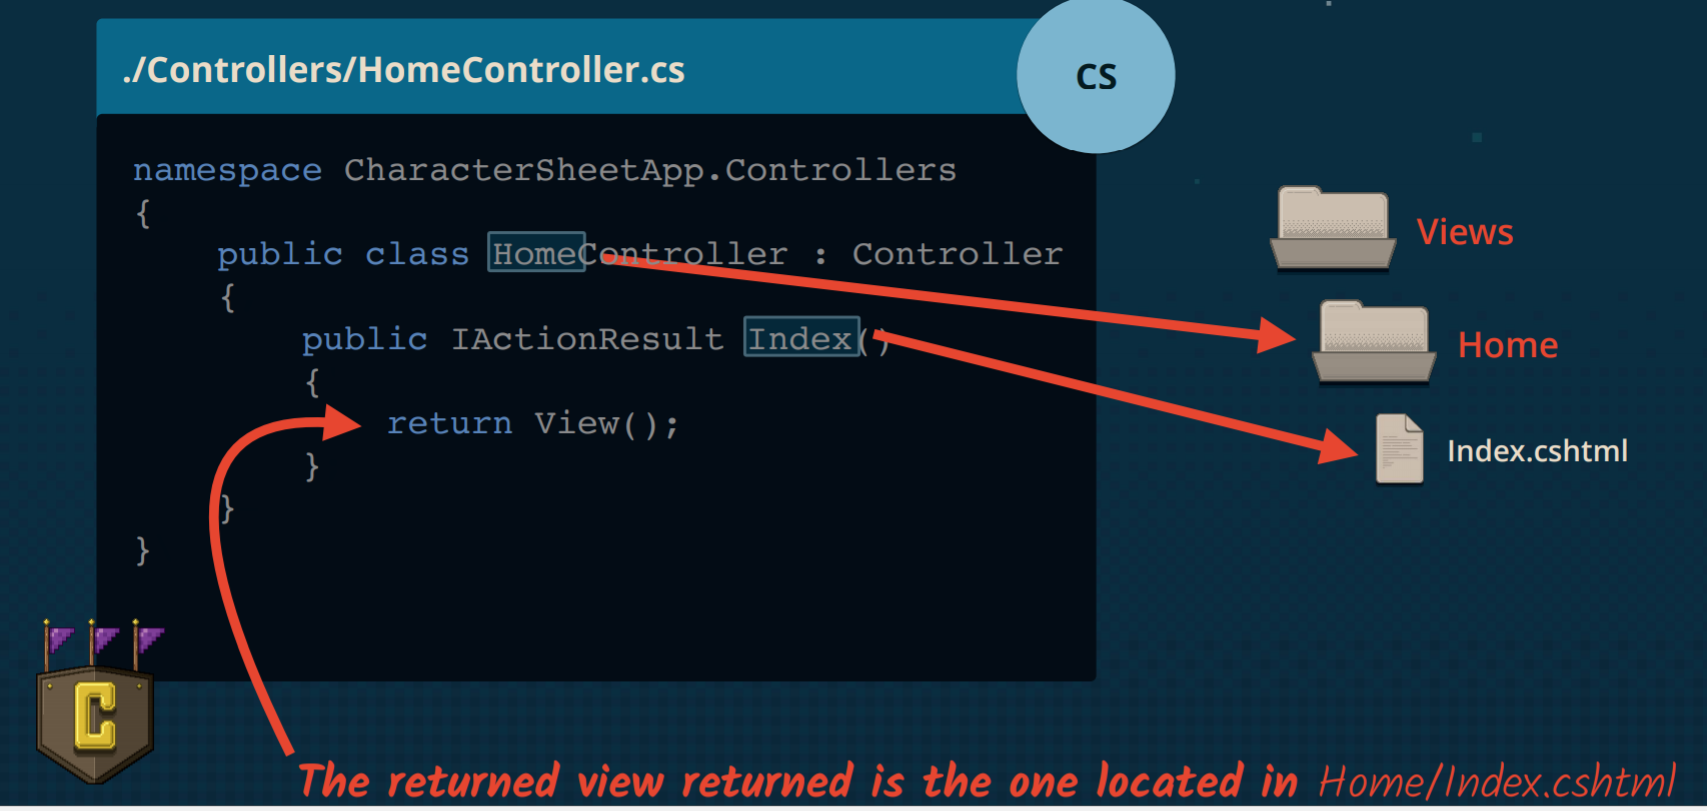 ./Controllers/HomeController.cs
CS
namespace CharacterSheetApp.Controllers
{
    public class HomeController : Controller
    {
        public IActionResult Index()
        {
            return View();
        }
    }
}
Views
Home
Index.cshtml
C
The returned view returned is the one located in Home/Index.cshtml